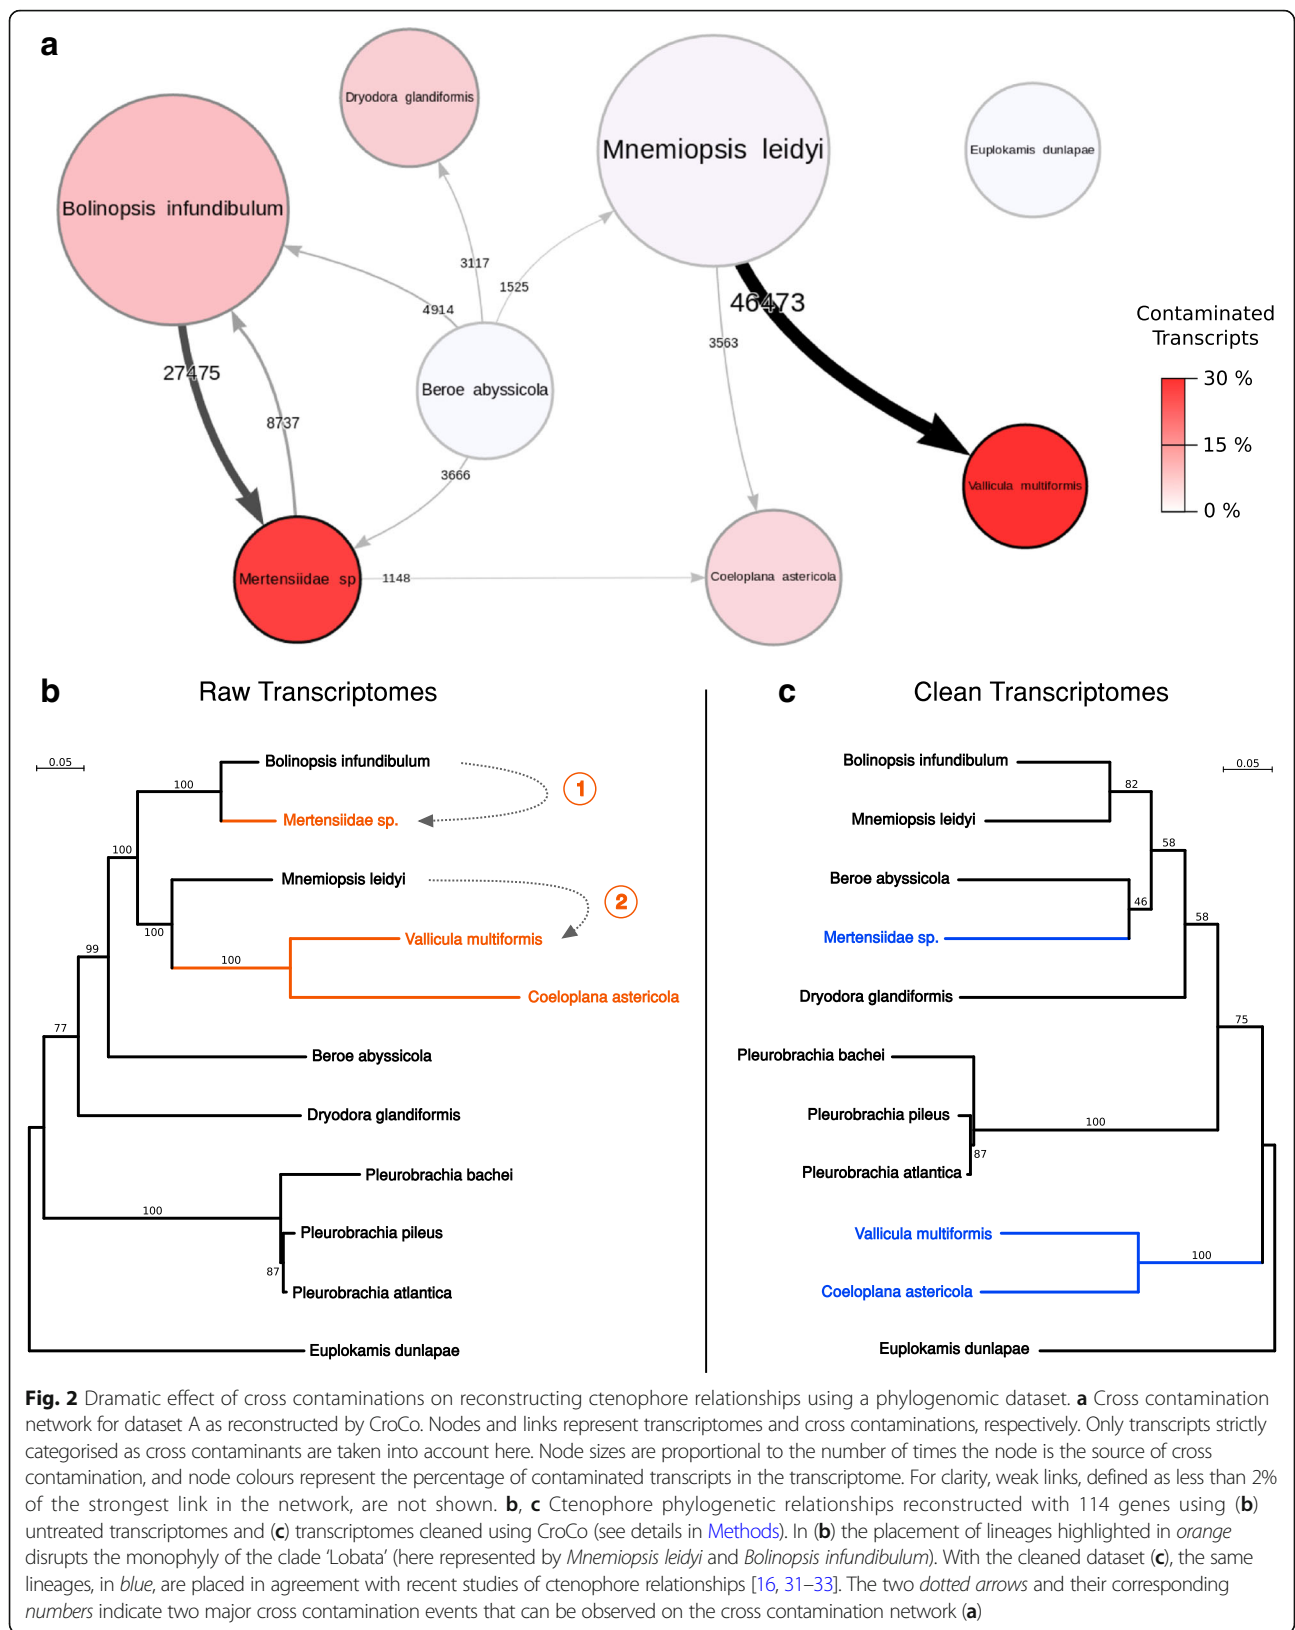 a
Dryodora glandiformis
Mnemiopsis leidyi
Euplokamis dunlapae
Bolinopsis infundibulum
3117
1525
4914
46473
3563
27475
8737
Beroe abyssicola
3666
Contaminated
Transcripts
30 %
15 %
0 %
Vallicula multiformis
Mertensiidae sp
1148
Coeloplana astericola
b
Raw Transcriptomes
0.05
Bolinopsis infundibulum
100
1
Mertensiidae sp.
100
Mnemiopsis leidyi
2
100
Vallicula multiformis
99
100
Coeloplana astericola
77
Beroe abyssicola
Dryodora glandiformis
Pleurobrachia bachei
100
Pleurobrachia pileus
87
Pleurobrachia atlantica
Euplokamis dunlapae
c
Clean Transcriptomes
Bolinopsis infundibulum
0.05
82
Mnemiopsis leidyi
58
Beroe abyssicola
46
58
Mertensiidae sp.
Dryodora glandiformis
75
Pleurobrachia bachei
Pleurobrachia pileus
100
87
Pleurobrachia atlantica
Vallicula multiformis
100
Coeloplana astericola
Euplokamis dunlapae
Fig. 2 Dramatic effect of cross contaminations on reconstructing ctenophore relationships using a phylogenomic dataset. a Cross contamination
network for dataset A as reconstructed by CroCo. Nodes and links represent transcriptomes and cross contaminations, respectively. Only transcripts strictly
categorised as cross contaminants are taken into account here. Node sizes are proportional to the number of times the node is the source of cross
contamination, and node colours represent the percentage of contaminated transcripts in the transcriptome. For clarity, weak links, defined as less than 2%
of the strongest link in the network, are not shown. b, c Ctenophore phylogenetic relationships reconstructed with 114 genes using (b)
untreated transcriptomes and (c) transcriptomes cleaned using CroCo (see details in Methods). In (b) the placement of lineages highlighted in orange
disrupts the monophyly of the clade ‘Lobata’ (here represented by Mnemiopsis leidyi and Bolinopsis infundibulum). With the cleaned dataset (c), the same
lineages, in blue, are placed in agreement with recent studies of ctenophore relationships [16, 31–33]. The two dotted arrows and their corresponding
numbers indicate two major cross contamination events that can be observed on the cross contamination network (a)